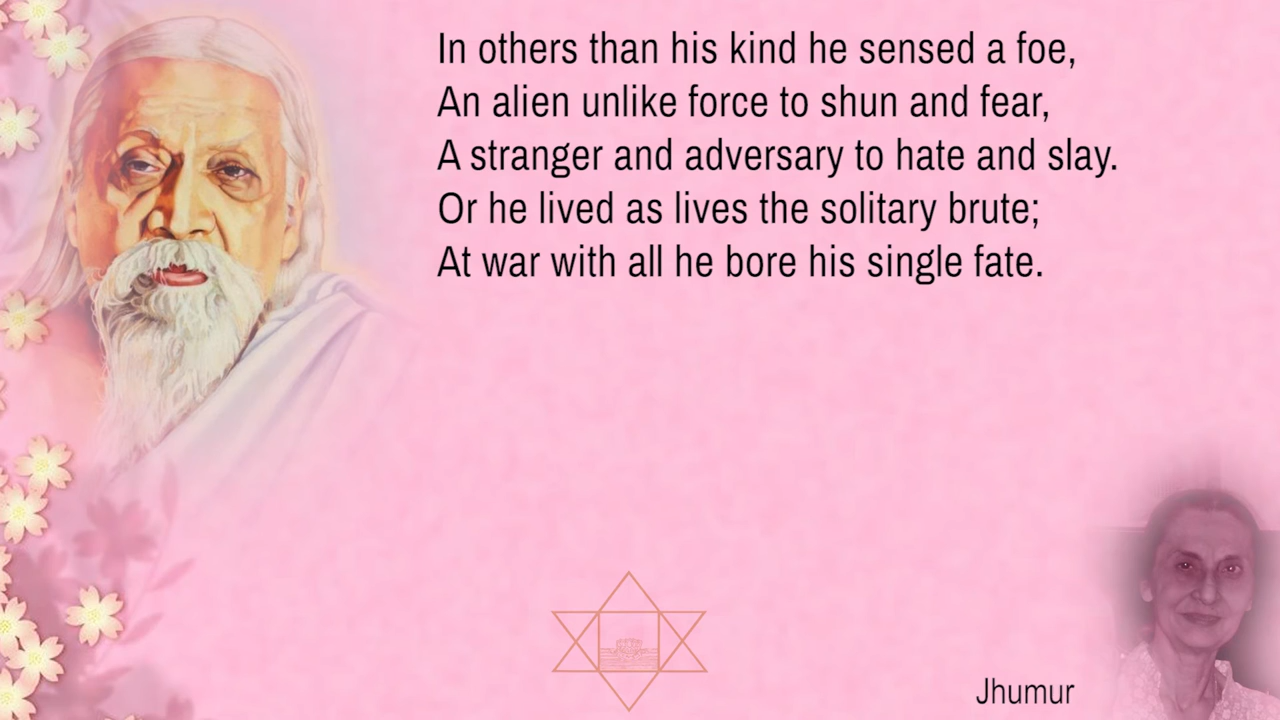 In others than his kind he sensed a foe,
An alien unlike force to shun and fear,
A stranger and adversary to hate and slay.
Or he lived as lives the solitary brute;
At war with all he bore his single fate.
Jhumur